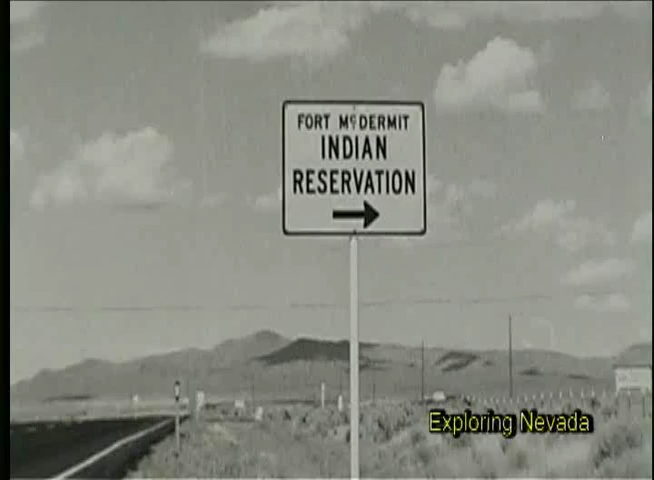 FORT McDERMIT
INDIAN
RESERVATION
Exploring Nevada